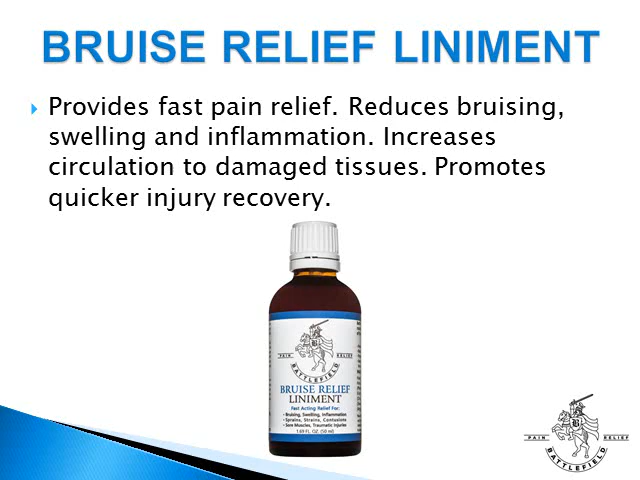 BRUISE RELIEF LINIMENT
Provides fast pain relief. Reduces bruising,
swelling and inflammation. Increases
circulation to damaged tissues. Promotes
quicker injury recovery.
PAIN RELIEF
BATTLEFIELD
BRUISE RELIEF
LINIMENT
Fast Acting Relief For:
• Bruising, Swelling, Inflammation
• Sprains, Strains, Contusions
• Sore Muscles, Traumatic Injuries
1.69 FL. OZ. (50 ml)
PAIN RELIEF
BATTLEFIELD